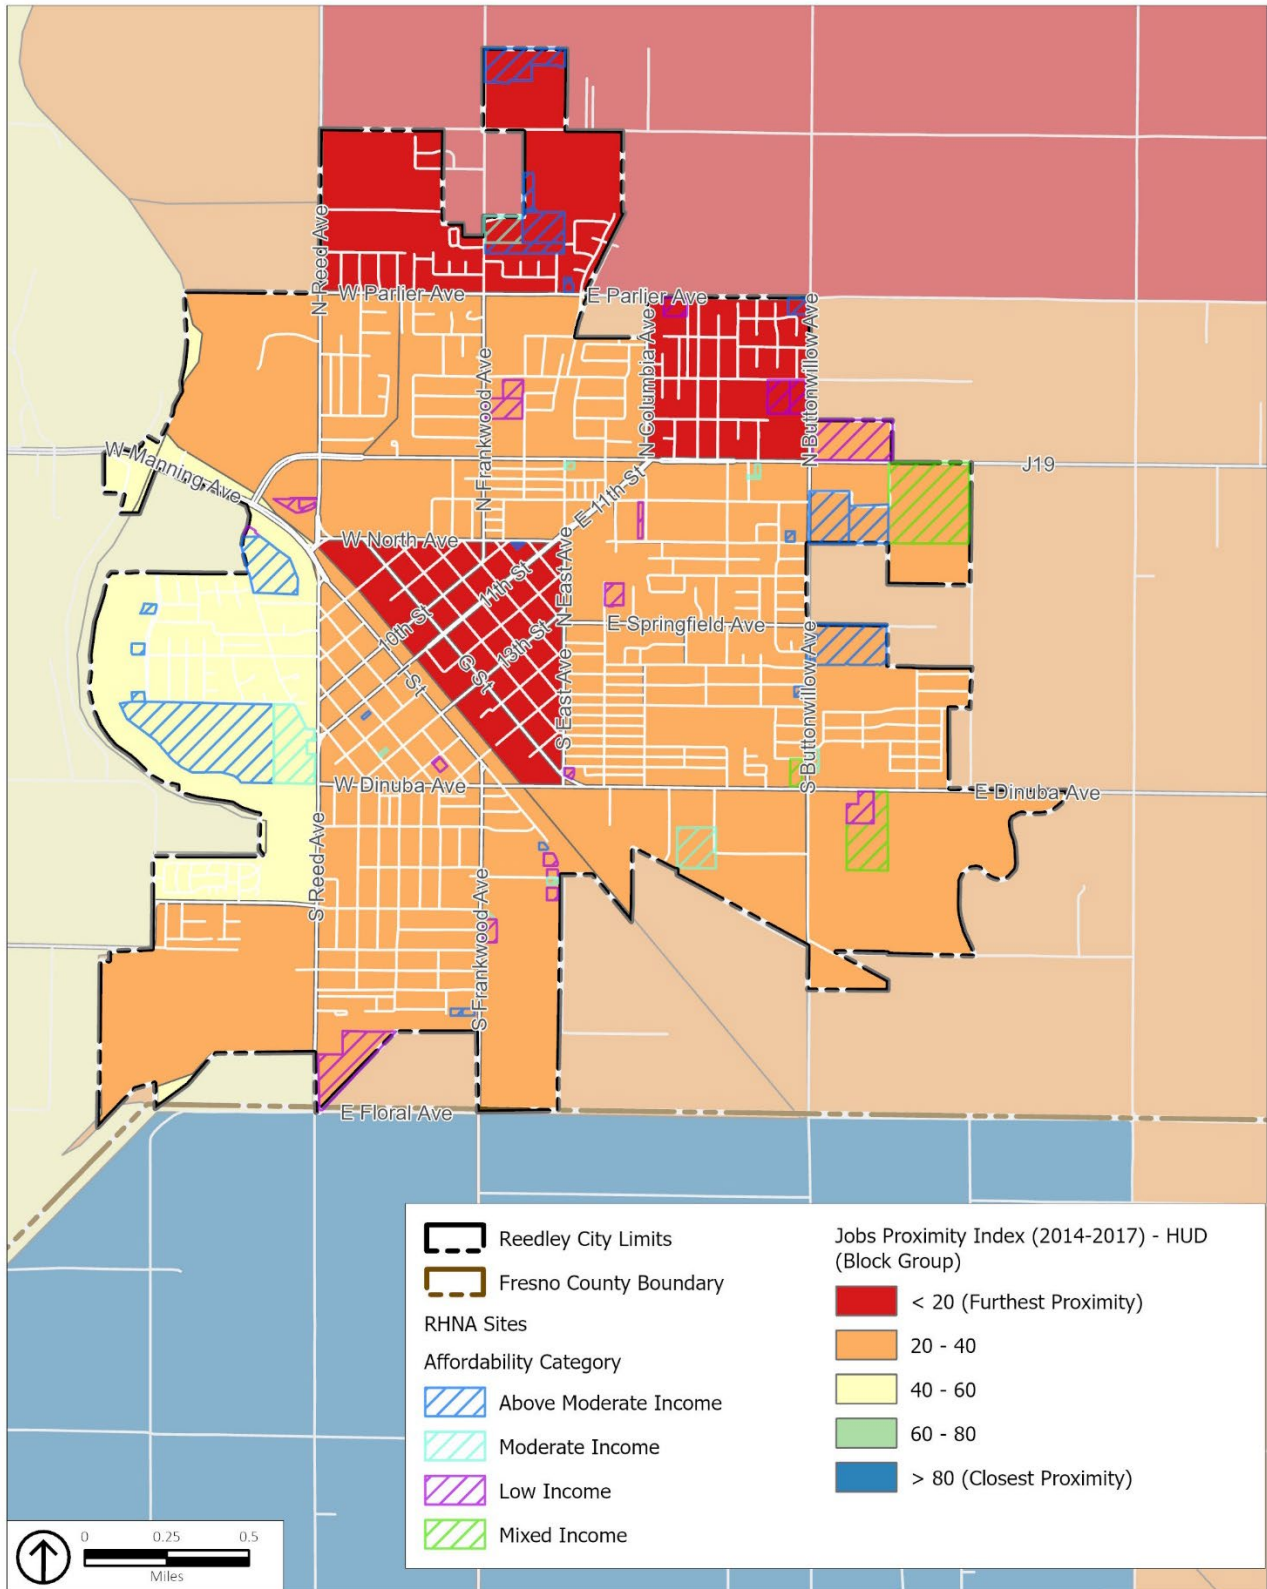 N Reed Ave
W Parlier Ave
E Parlier Ave
N Frankwood Ave
N Columbia Ave
N Buttonwillow Ave
W Manning Ave
J19
E 11th St
W North Ave
N East Ave
11th St
10th St
13th St
G St
I St
E Springfield Ave
S East Ave
S Buttonwillow Ave
W Dinuba Ave
E Dinuba Ave
S Reed Ave
S Frankwood Ave
E Floral Ave
Reedley City Limits
Fresno County Boundary
RHNA Sites
Affordability Category
Above Moderate Income
Moderate Income
Low Income
Mixed Income
Jobs Proximity Index (2014-2017) - HUD
(Block Group)
< 20 (Furthest Proximity)
20 - 40
40 - 60
60 - 80
> 80 (Closest Proximity)
0 0.25 0.5
Miles